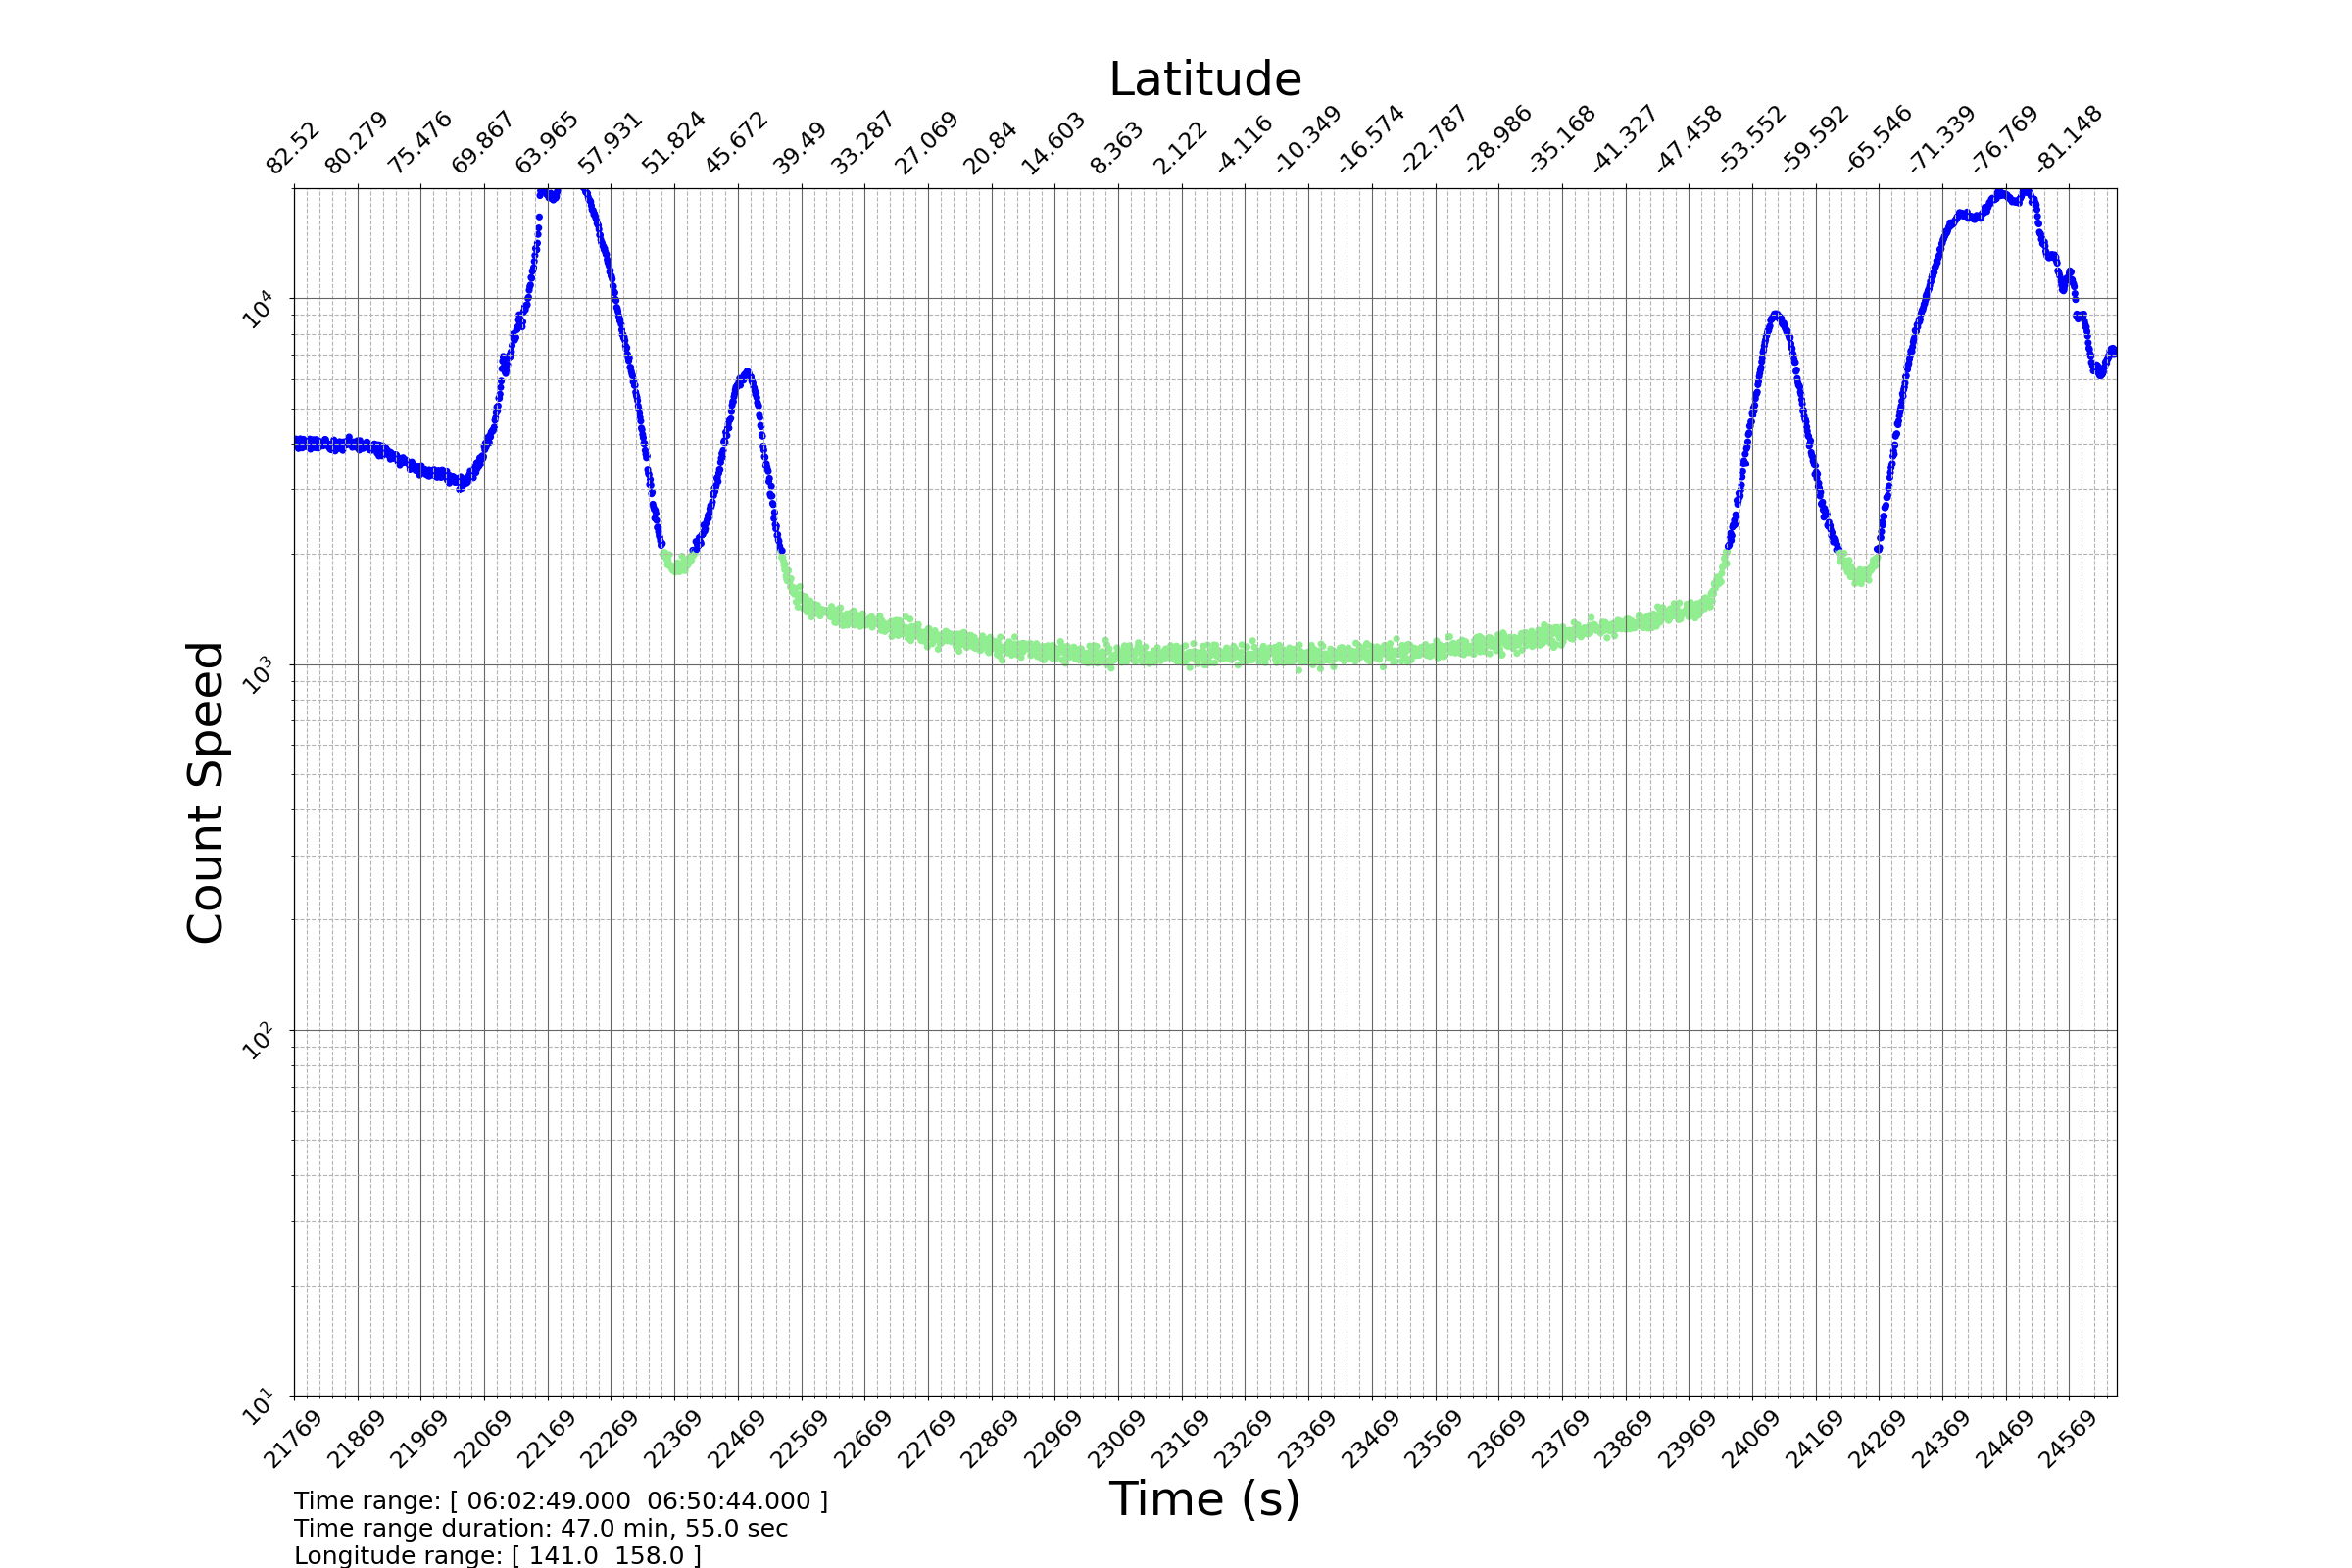 Latitude
82.52 80.279 75.476 69.867 63.965 57.931 51.824 45.672 39.49 33.287 27.069 20.84 14.603 8.363 2.122 -4.116 -10.349 -16.574 -22.787 -28.986 -35.168 -41.327 -47.458 -53.552 -59.592 -65.546 -71.339 -76.769 -81.148
10⁴
10³
Count Speed
10²
10¹
21769 21869 21969 22069 22169 22269 22369 22469 22569 22669 22769 22869 22969 23069 23169 23269 23369 23469 23569 23669 23769 23869 23969 24069 24169 24269 24369 24469 24569
Time (s)
Time range: [ 06:02:49.000 06:50:44.000 ]
Time range duration: 47.0 min, 55.0 sec
Longitude range: [ 141.0 158.0 ]